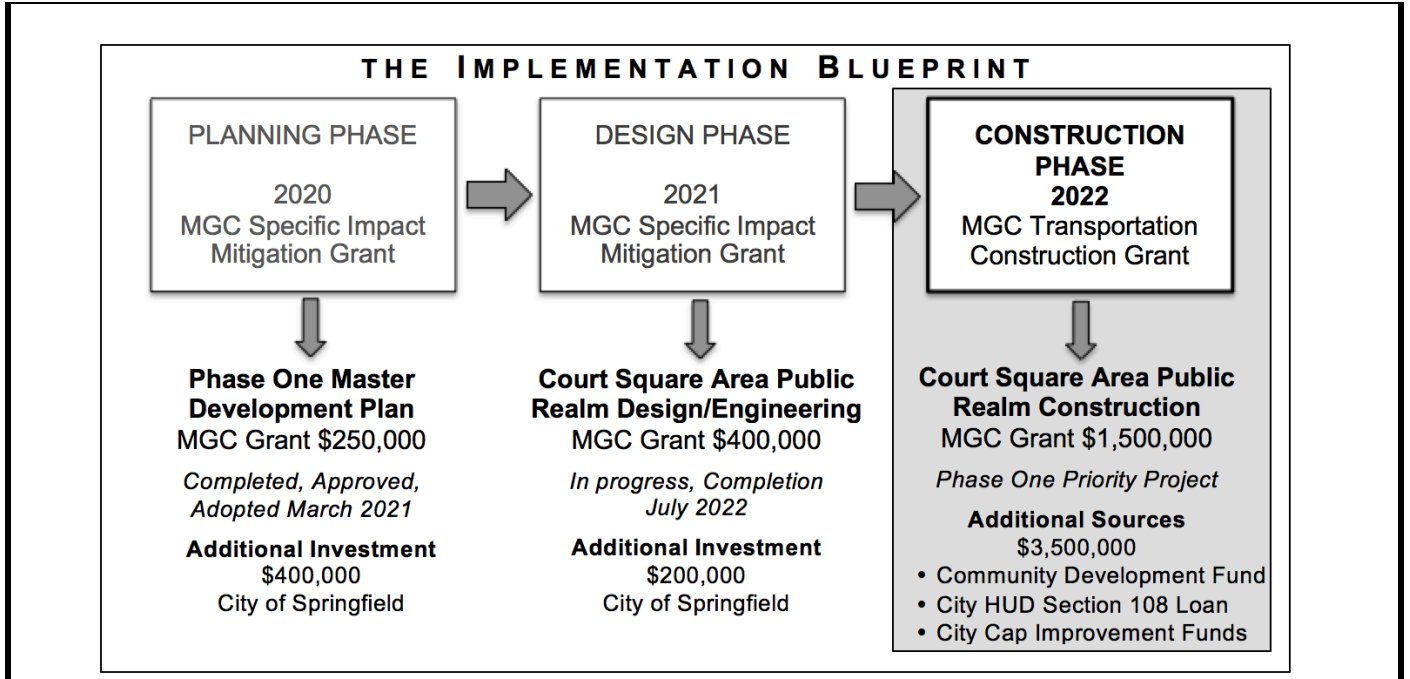 THE IMPLEMENTATION BLUEPRINT
PLANNING PHASE
2020
MGC Specific Impact
Mitigation Grant
Phase One Master
Development Plan
MGC Grant $250,000
Completed, Approved,
Adopted March 2021
Additional Investment
$400,000
City of Springfield
DESIGN PHASE
2021
MGC Specific Impact
Mitigation Grant
Court Square Area Public
Realm Design/Engineering
MGC Grant $400,000
In progress, Completion
July 2022
Additional Investment
$200,000
City of Springfield
CONSTRUCTION
PHASE
2022
MGC Transportation
Construction Grant
Court Square Area Public
Realm Construction
MGC Grant $1,500,000
Phase One Priority Project
Additional Sources
$3,500,000
• Community Development Fund
• City HUD Section 108 Loan
• City Cap Improvement Funds